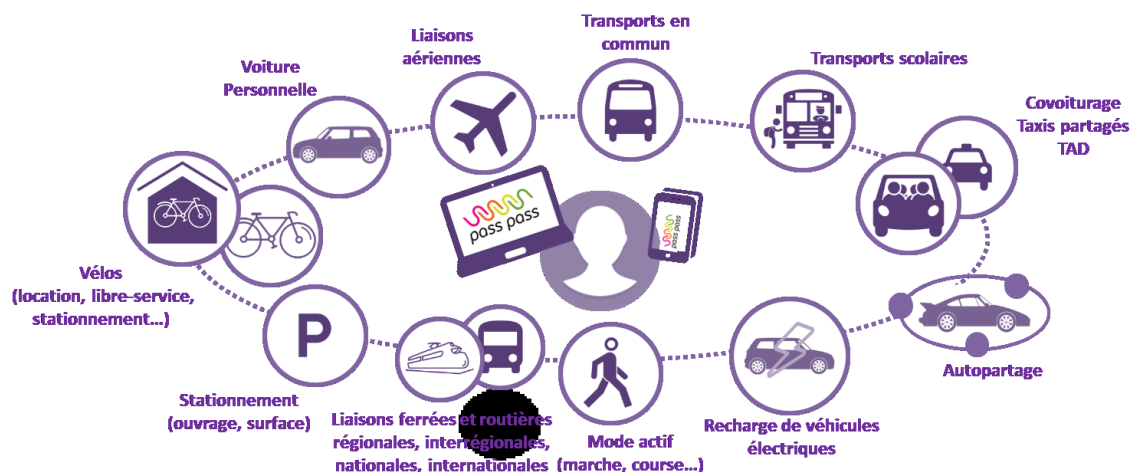 Transports en
commun
Liaisons
aériennes
Transports scolaires
Voiture
Personnelle
Covoiturage
Taxis partagés
TAD
pass pass
pass pass
Vélos
(location, libre-service,
stationnement...)
P
Autopartage
Stationnement
(ouvrage, surface)
Liaisons ferrées et routières
régionales, interrégionales,
nationales, internationales
Mode actif
(marche, course...)
Recharge de véhicules
électriques